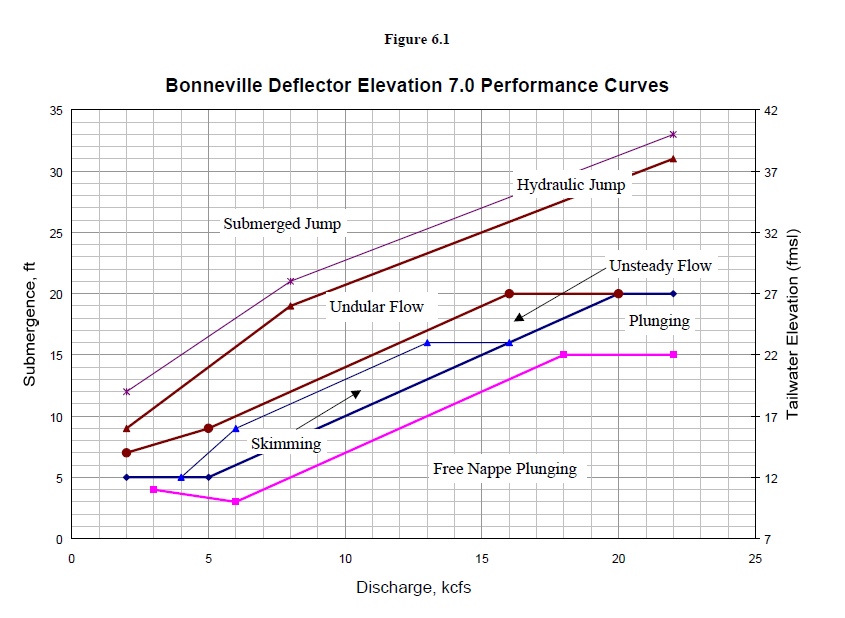 Figure 6.1
Bonneville Deflector Elevation 7.0 Performance Curves
35
30
25
20
15
10
5
0
Submergence, ft
42
37
32
27
22
17
12
7
Tailwater Elevation (fmsl)
Hydraulic Jump
Submerged Jump
Unsteady Flow
Undular Flow
Plunging
Skimming
Free Nappe Plunging
0
5
10
15
20
25
Discharge, kcfs